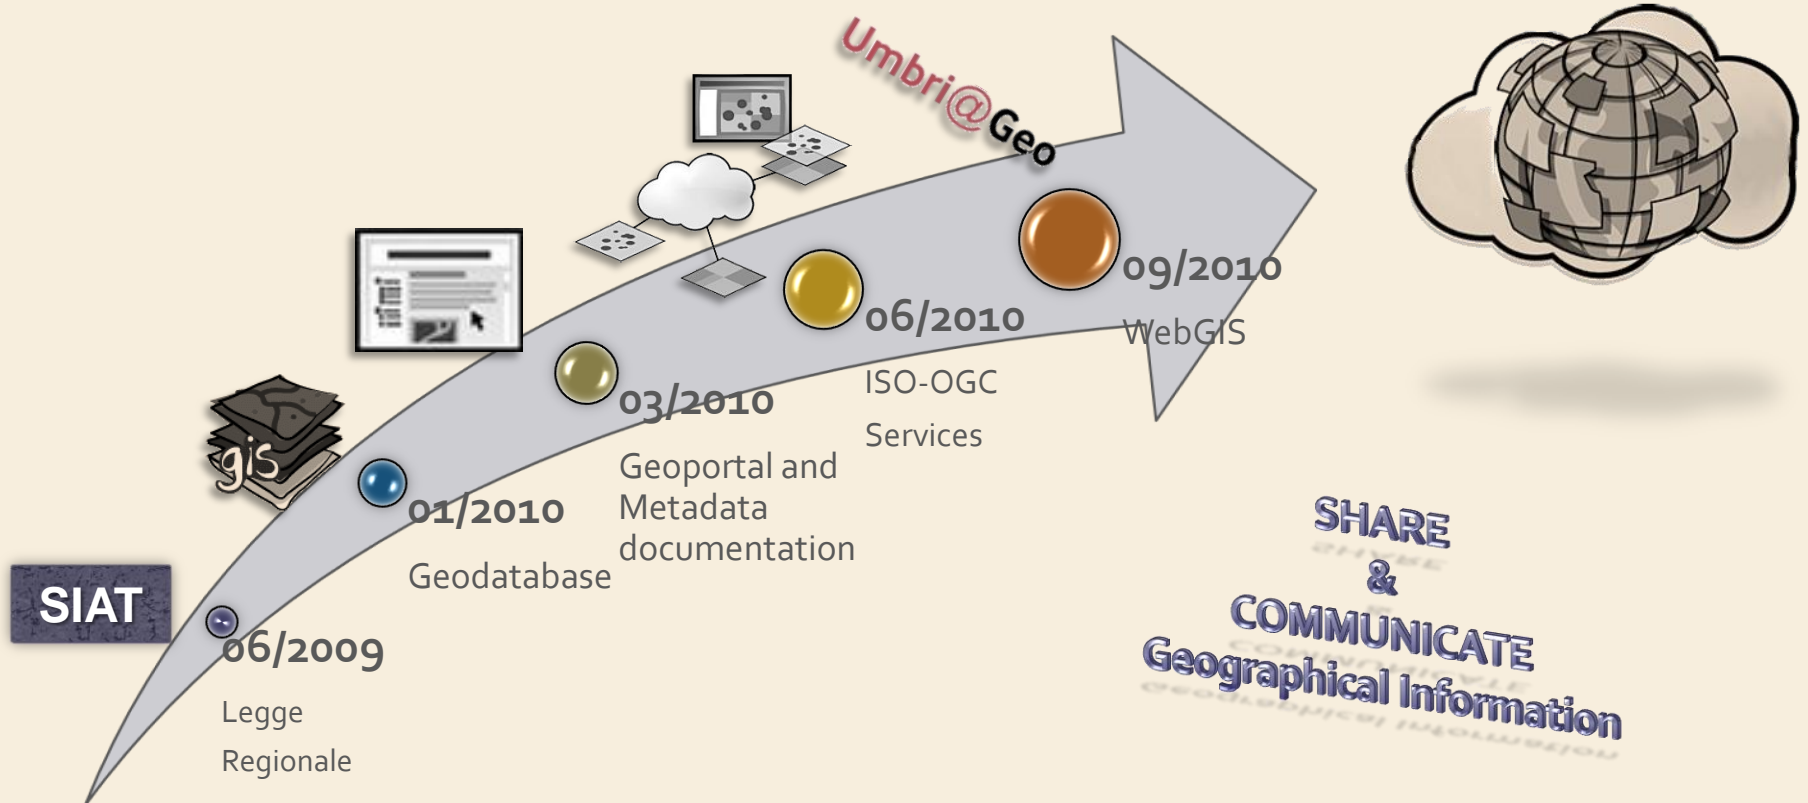 Umbri@Geo
09/2010
WebGIS
06/2010
ISO-OGC
Services
03/2010
Geoportal and
Metadata
documentation
gis
01/2010
Geodatabase
SIAT
06/2009
Legge
Regionale
SHARE
&
COMMUNICATE
Geographical Information